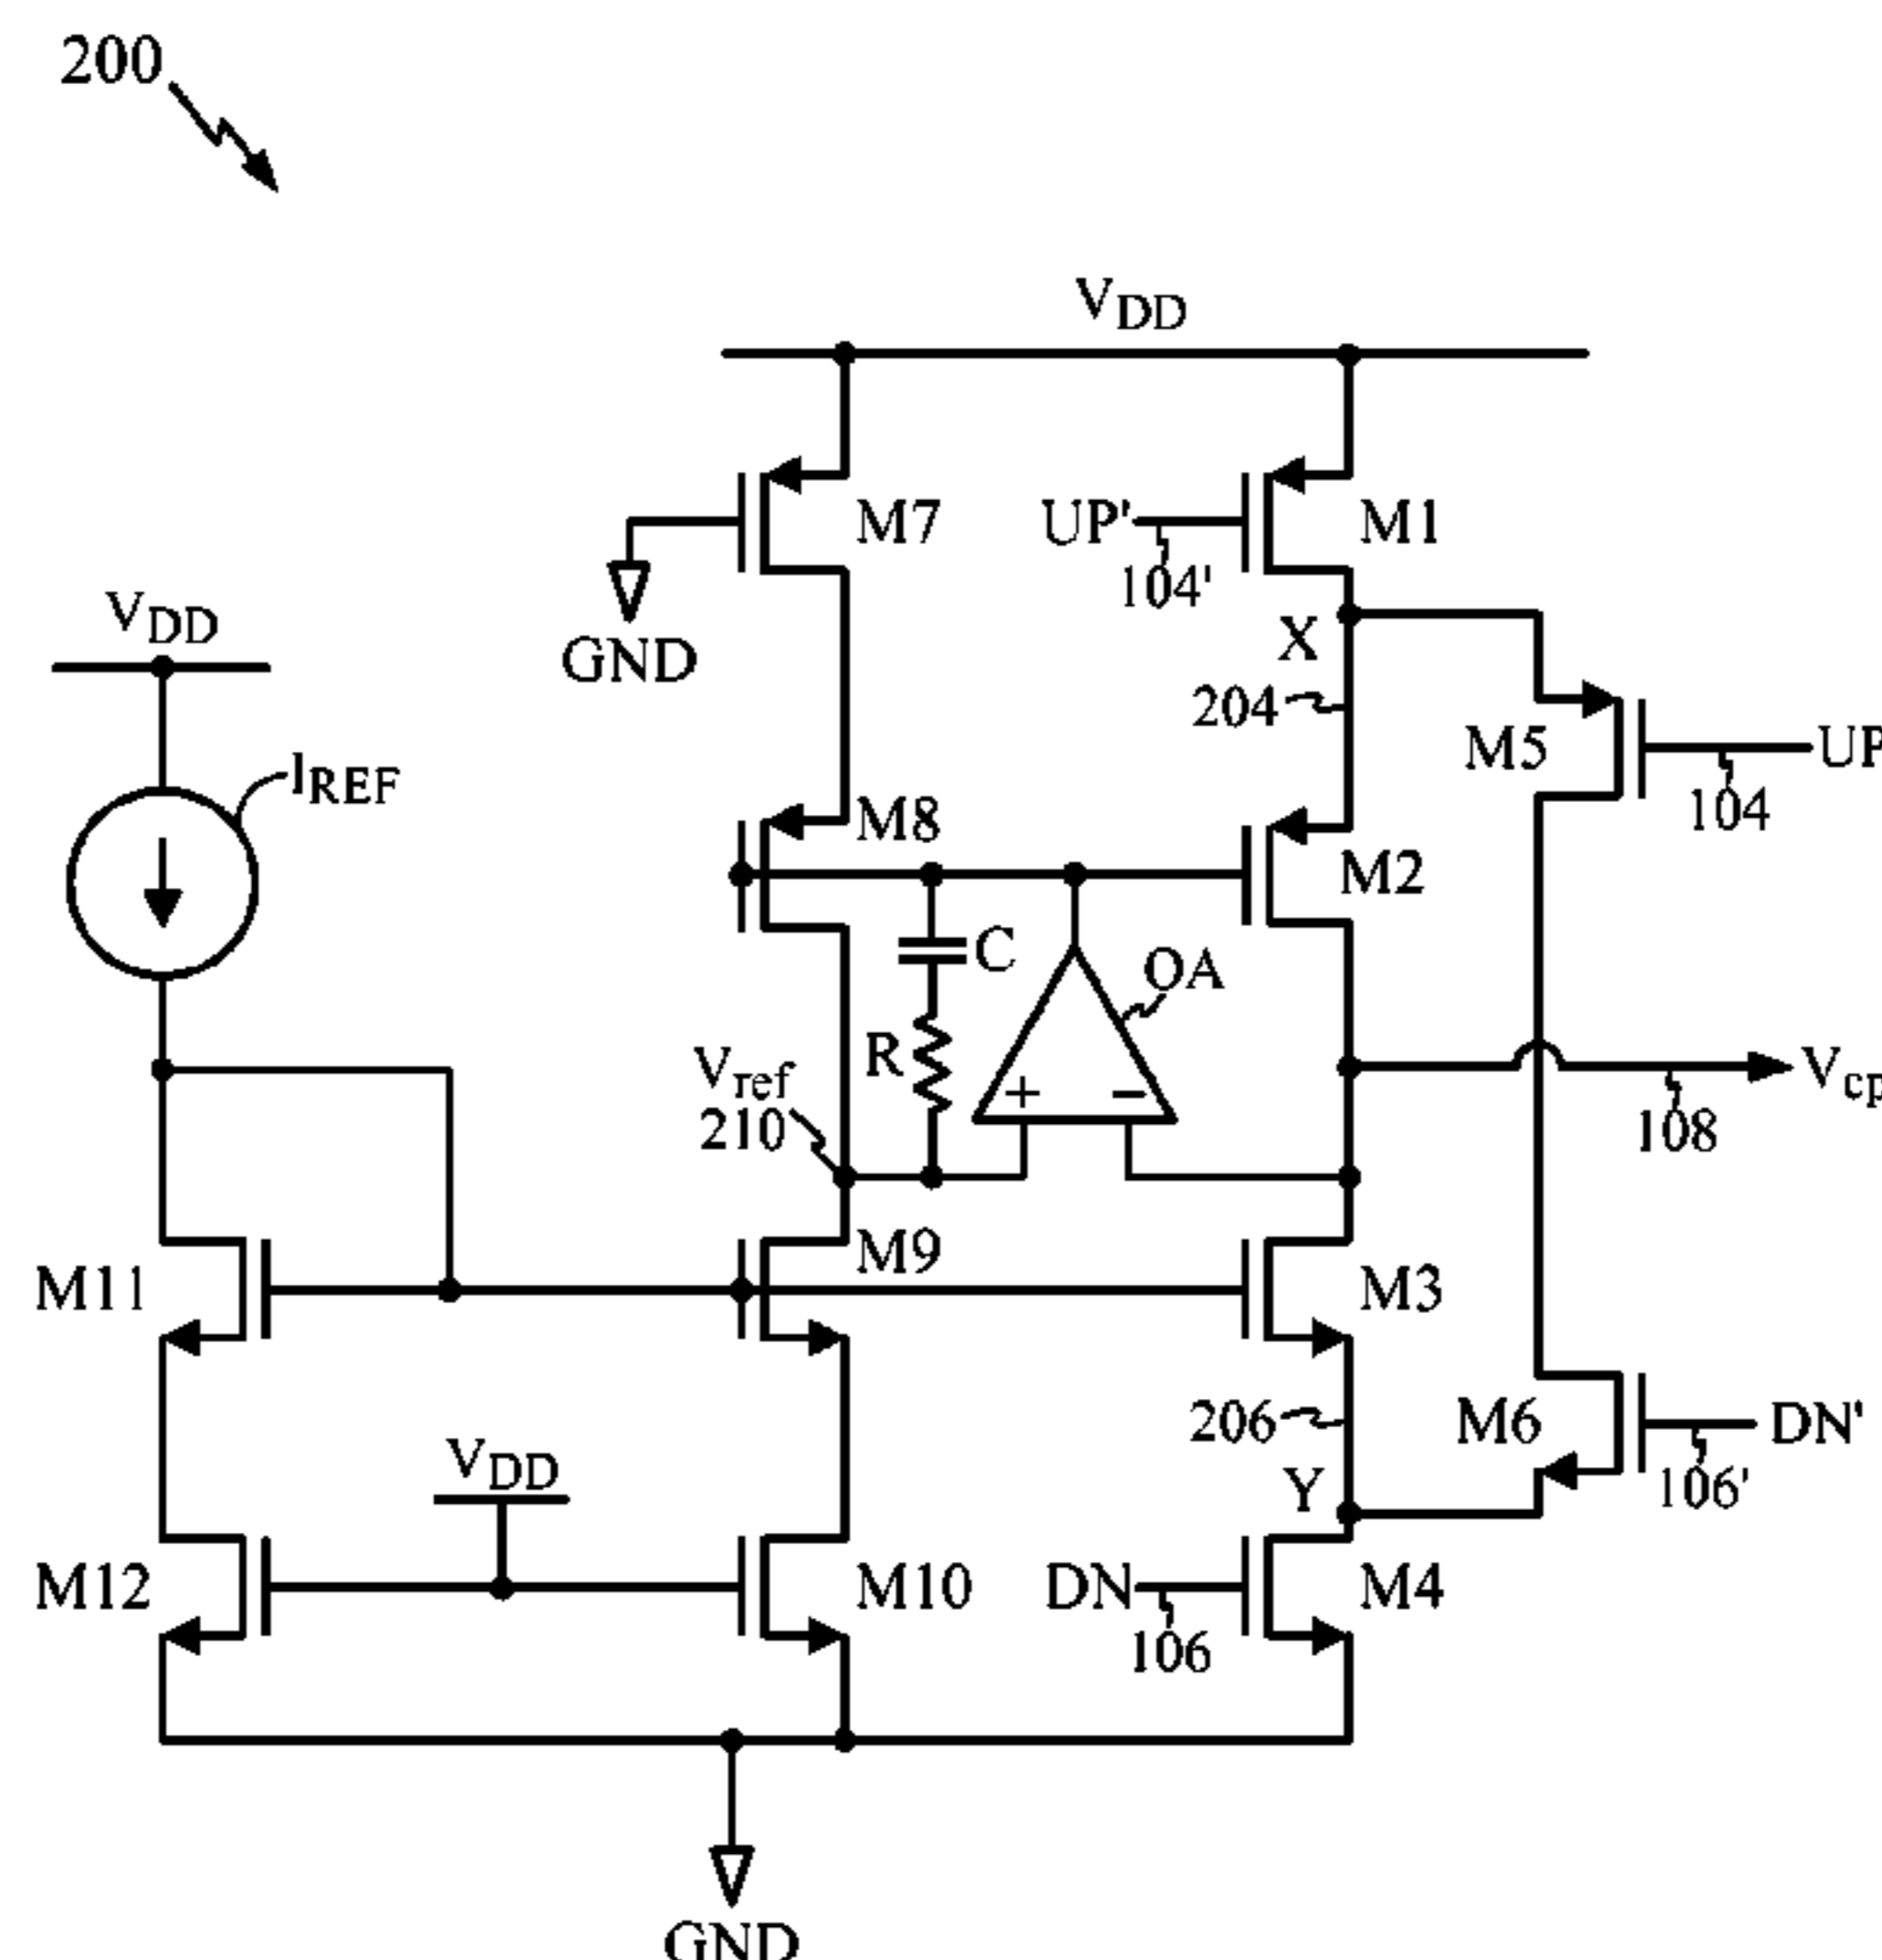 200
VDD
M7
UP'
M1
104'
GND
X
VDD
204
M5
UP
104
IREF
M8
M2
C
OA
R
Vref
210
Vcp
108
M9
M11
M3
206
M6
DN'
106'
VDD
Y
M12
M10
DN
M4
106
GND